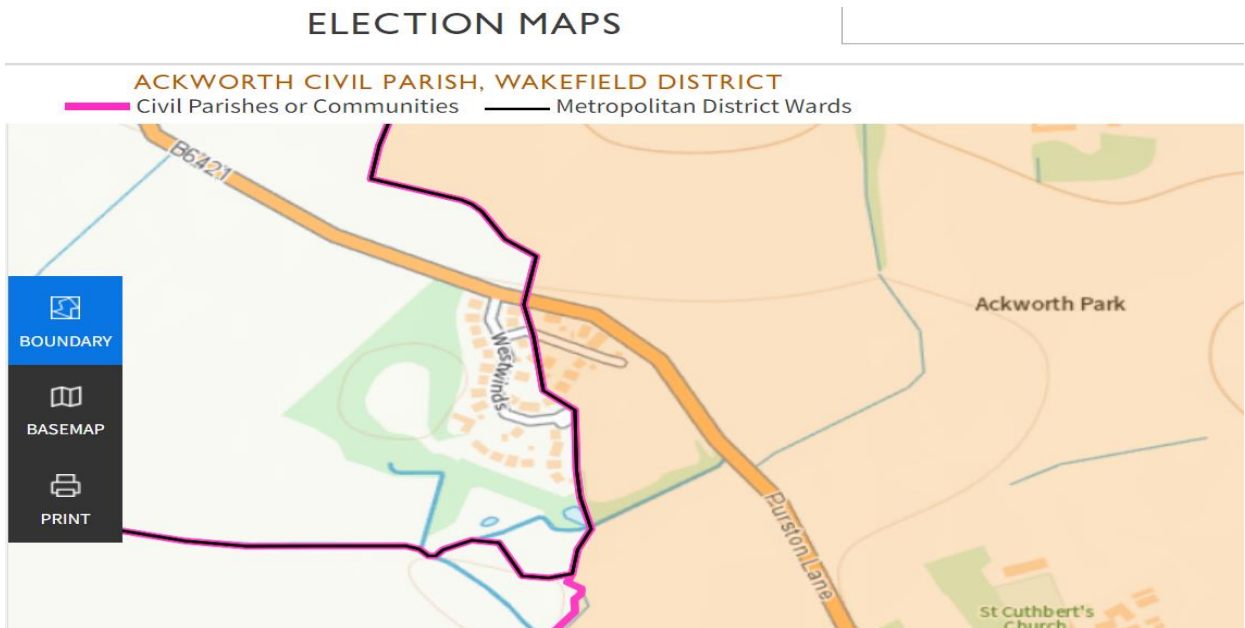 ELECTION MAPS
ACKWORTH CIVIL PARISH, WAKEFIELD DISTRICT
Civil Parishes or Communities
Metropolitan District Wards
B6421
BOUNDARY
Westwinds
Ackworth Park
BASEMAP
PRINT
Purston Lane
St Cuthbert's
Church